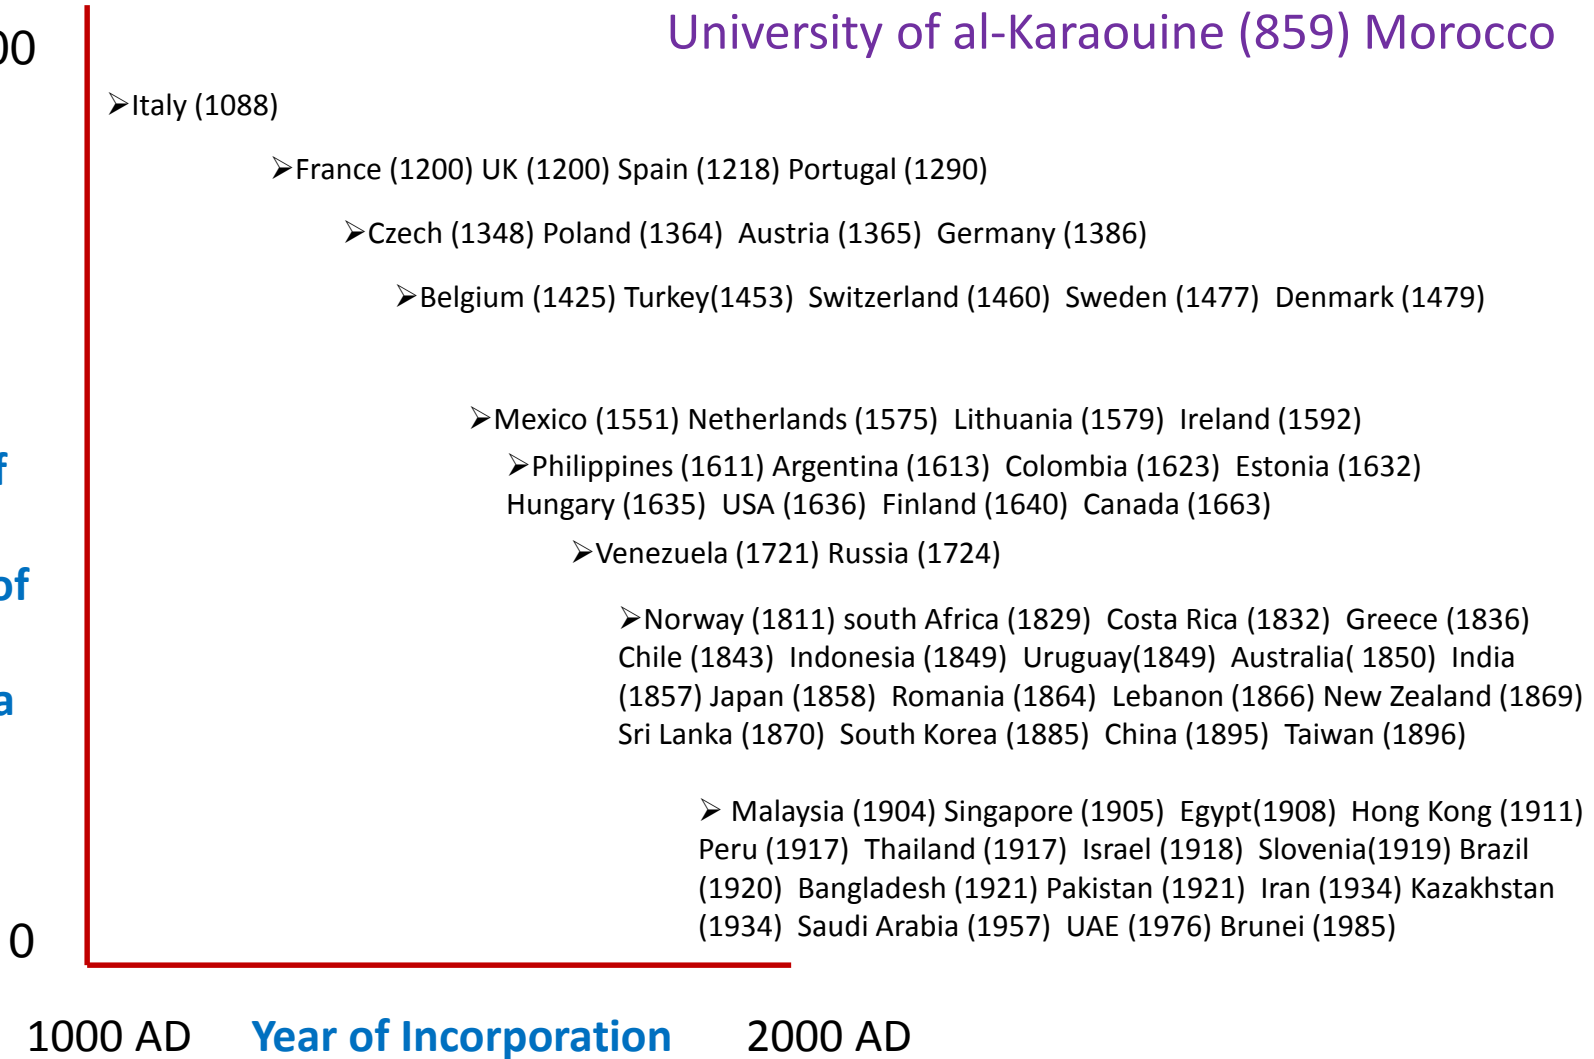 University of al-Karaouine (859) Morocco
00
➢Italy (1088)
➢France (1200) UK (1200) Spain (1218) Portugal (1290)
➢Czech (1348) Poland (1364) Austria (1365) Germany (1386)
➢Belgium (1425) Turkey(1453) Switzerland (1460) Sweden (1477) Denmark (1479)
➢Mexico (1551) Netherlands (1575) Lithuania (1579) Ireland (1592)
f
➢Philippines (1611) Argentina (1613) Colombia (1623) Estonia (1632)
Hungary (1635) USA (1636) Finland (1640) Canada (1663)
➢Venezuela (1721) Russia (1724)
of
➢Norway (1811) south Africa (1829) Costa Rica (1832) Greece (1836)
Chile (1843) Indonesia (1849) Uruguay(1849) Australia( 1850) India
(1857) Japan (1858) Romania (1864) Lebanon (1866) New Zealand (1869)
a
Sri Lanka (1870) South Korea (1885) China (1895) Taiwan (1896)
➢ Malaysia (1904) Singapore (1905) Egypt(1908) Hong Kong (1911)
Peru (1917) Thailand (1917) Israel (1918) Slovenia(1919) Brazil
(1920) Bangladesh (1921) Pakistan (1921) Iran (1934) Kazakhstan
(1934) Saudi Arabia (1957) UAE (1976) Brunei (1985)
0
1000 AD Year of Incorporation 2000 AD